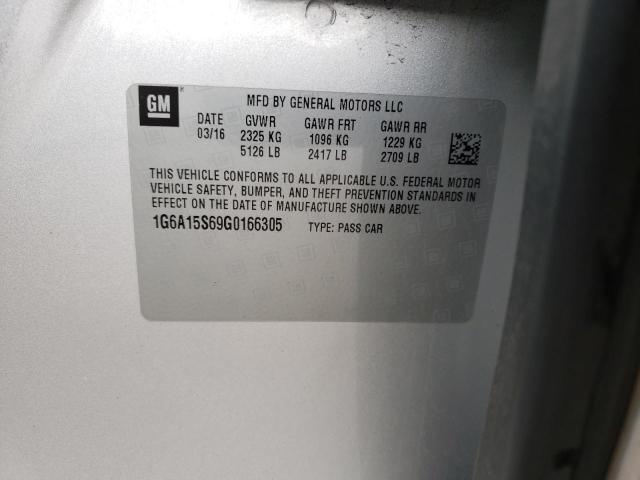 GM
MFD BY GENERAL MOTORS LLC
DATE GVWR GAWR FRT GAWR RR
03/16 2325 KG 1096 KG 1229 KG
5126 LB 2417 LB 2709 LB
THIS VEHICLE CONFORMS TO ALL APPLICABLE U.S. FEDERAL MOTOR
VEHICLE SAFETY, BUMPER, AND THEFT PREVENTION STANDARDS IN
EFFECT ON THE DATE OF MANUFACTURE SHOWN ABOVE.
1G6A15S69G0166305 TYPE: PASS CAR